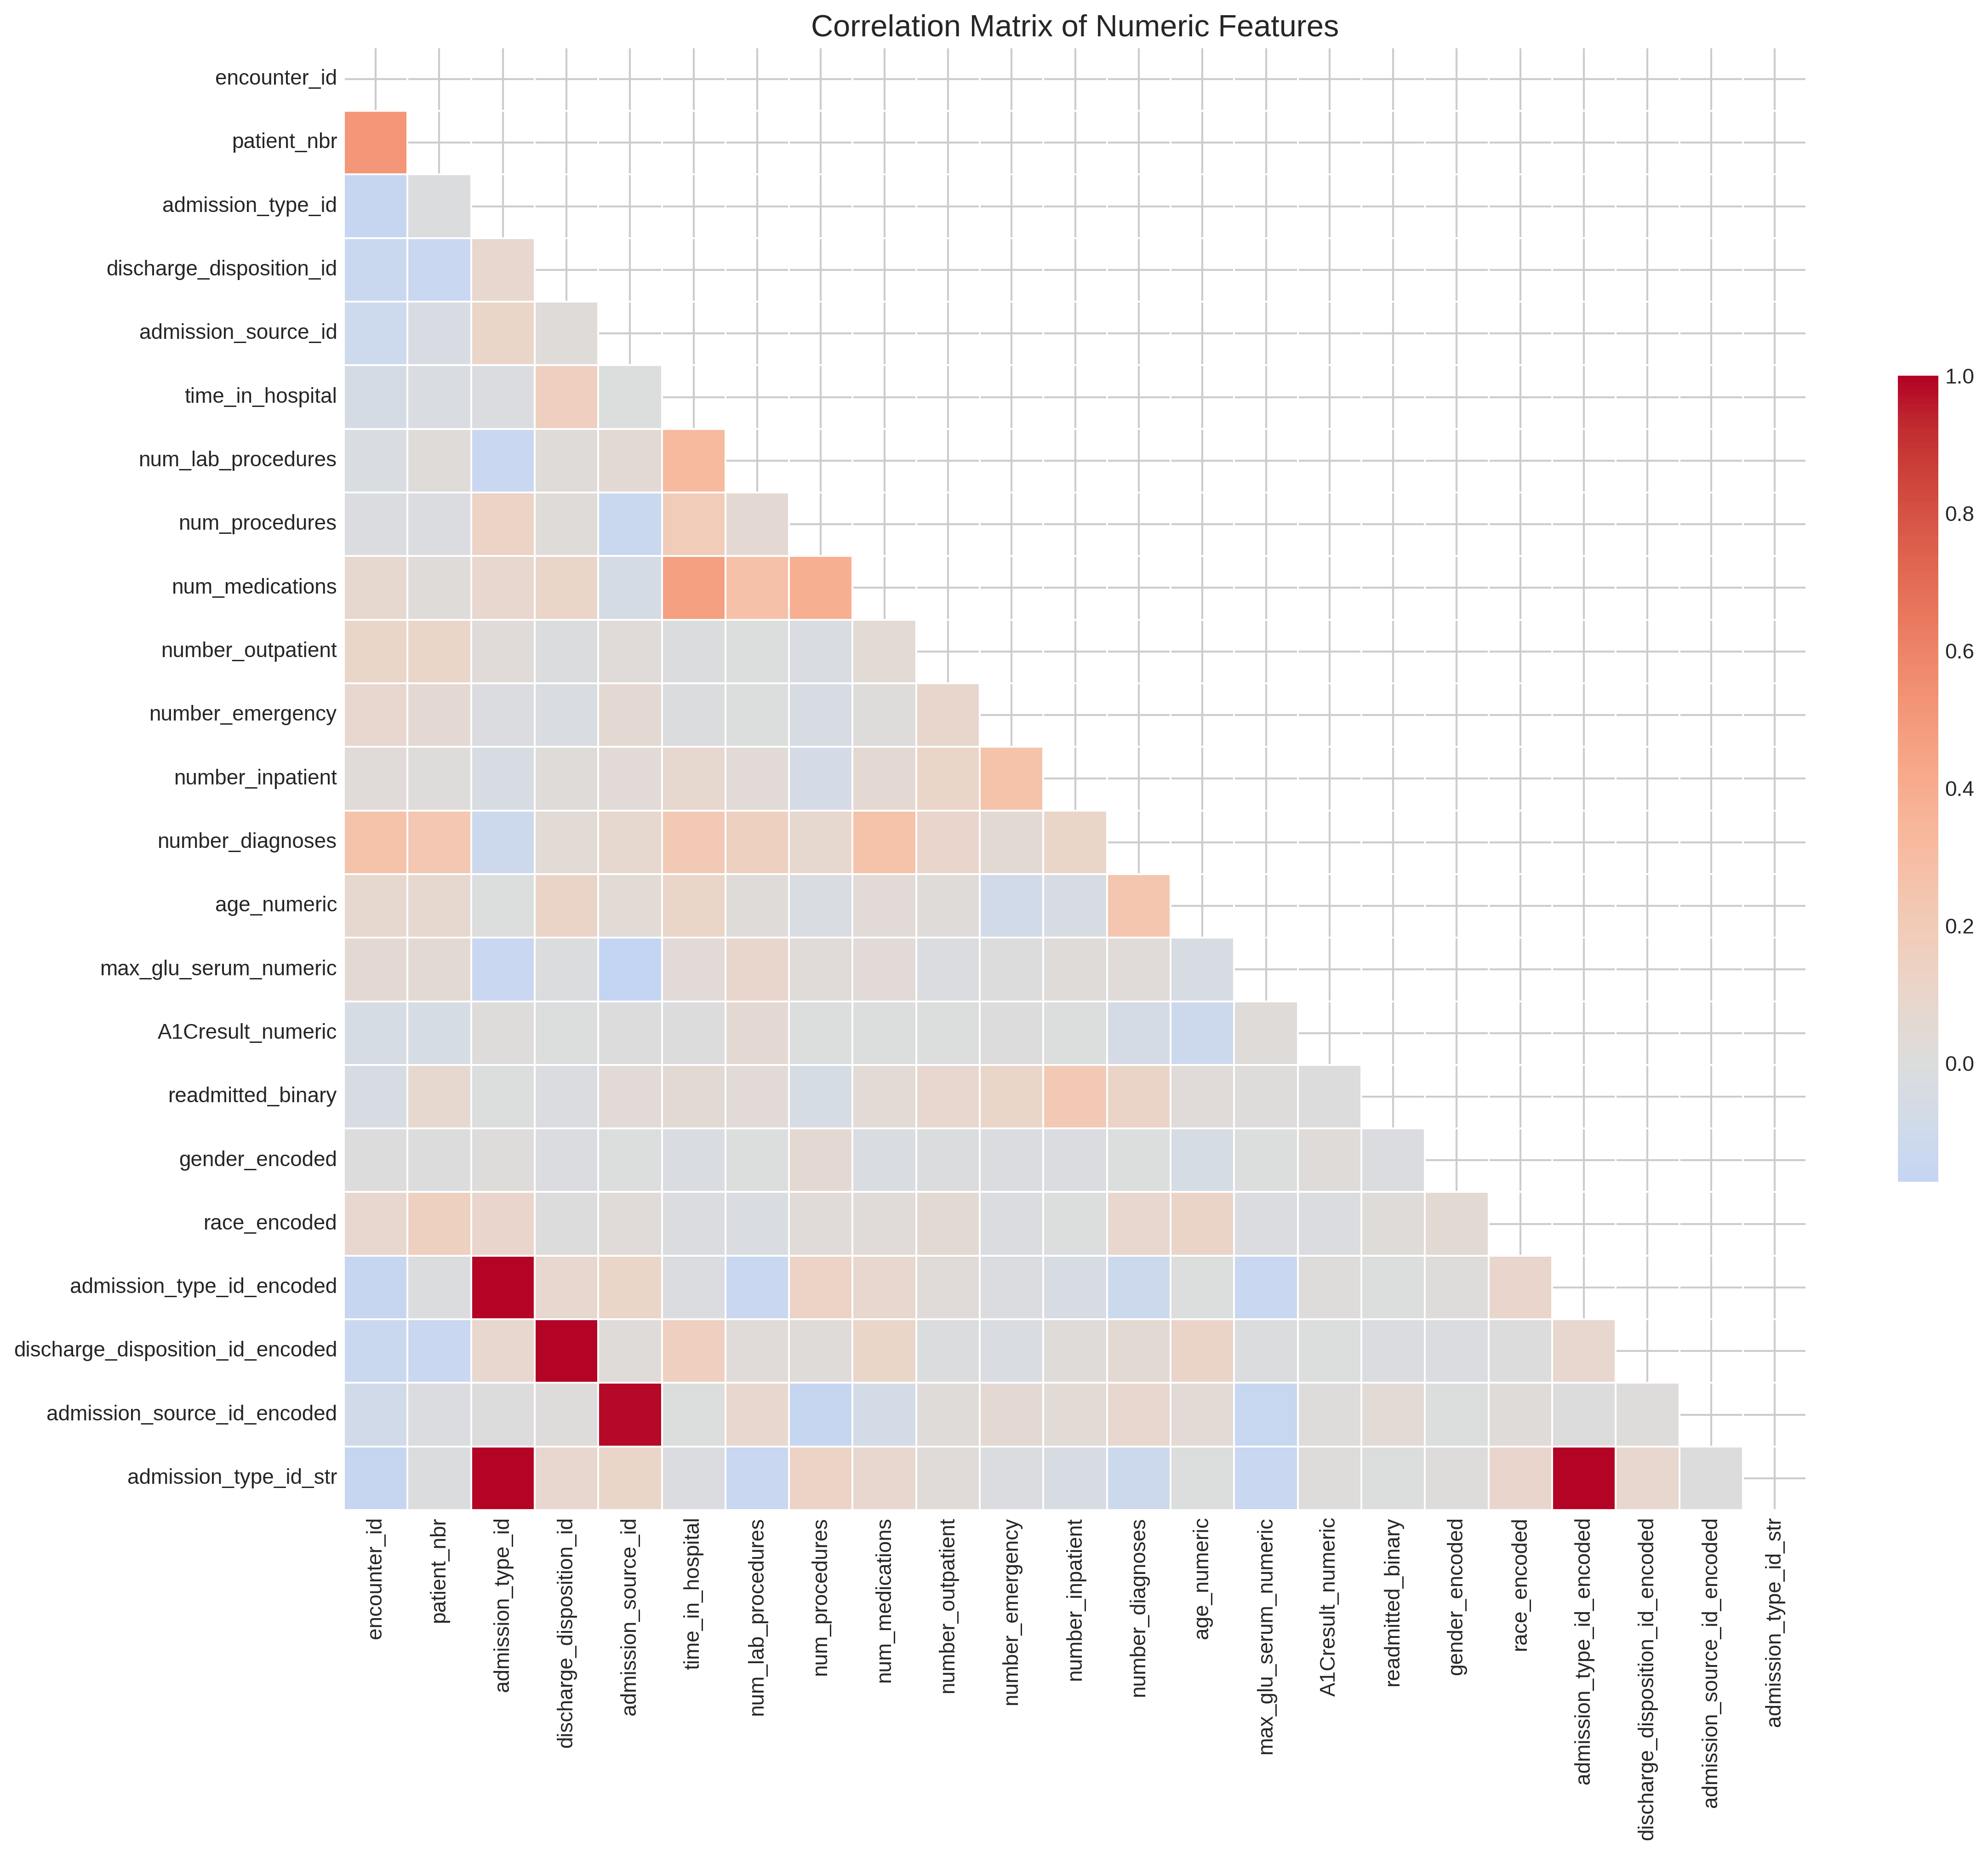 Correlation Matrix of Numeric Features
encounter_id
patient_nbr
admission_type_id
discharge_disposition_id
admission_source_id
time_in_hospital
num_lab_procedures
num_procedures
num_medications
number_outpatient
number_emergency
number_inpatient
number_diagnoses
age_numeric
max_glu_serum_numeric
A1Cresult_numeric
readmitted_binary
gender_encoded
race_encoded
admission_type_id_encoded
discharge_disposition_id_encoded
admission_source_id_encoded
admission_type_id_str
encounter_id
patient_nbr
admission_type_id
discharge_disposition_id
admission_source_id
time_in_hospital
num_lab_procedures
num_procedures
num_medications
number_outpatient
number_emergency
number_inpatient
number_diagnoses
age_numeric
max_glu_serum_numeric
A1Cresult_numeric
readmitted_binary
gender_encoded
race_encoded
admission_type_id_encoded
discharge_disposition_id_encoded
admission_source_id_encoded
admission_type_id_str
1.0
0.8
0.6
0.4
0.2
0.0